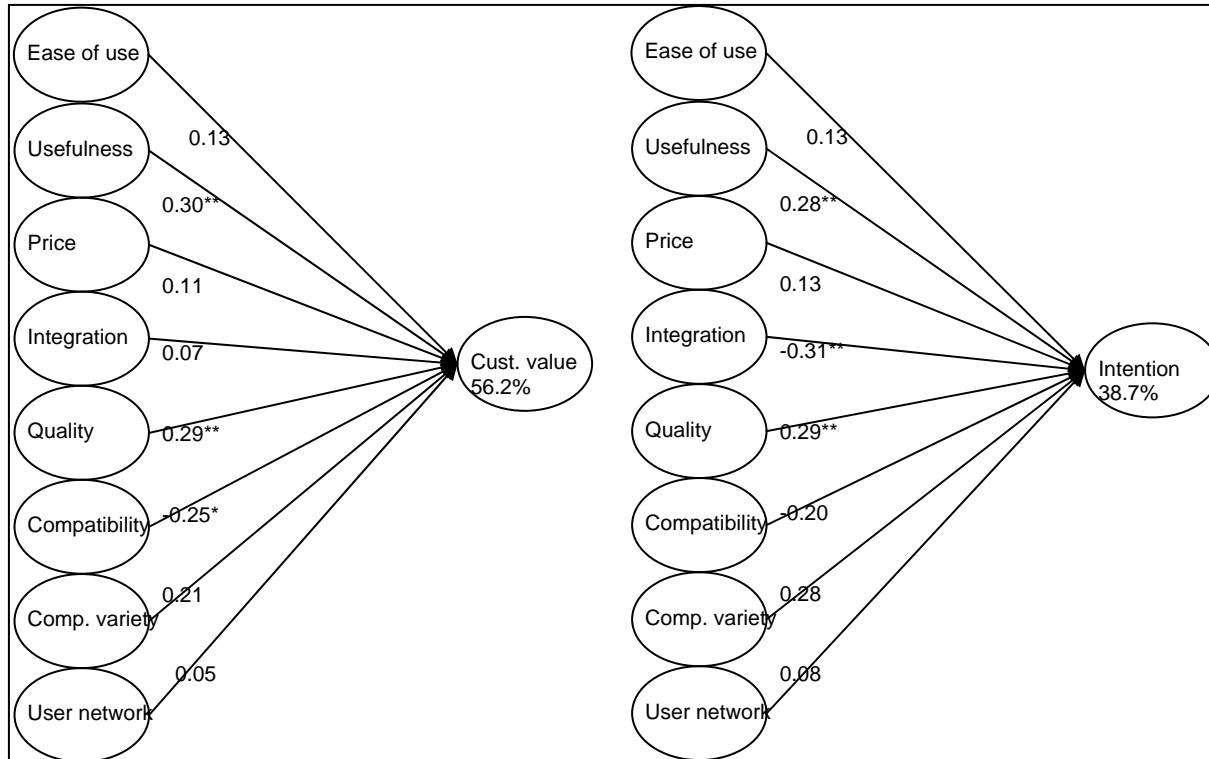 Ease of use
0.13
Usefulness
0.30**
Price
0.11
Integration
0.07
Quality
0.29**
Compatibility
-0.25*
Comp. variety
0.21
User network
0.05
Cust. value
56.2%
Ease of use
0.13
Usefulness
0.28**
Price
0.13
Integration
-0.31**
Quality
0.29**
Compatibility
-0.20
Comp. variety
0.28
User network
0.08
Intention
38.7%